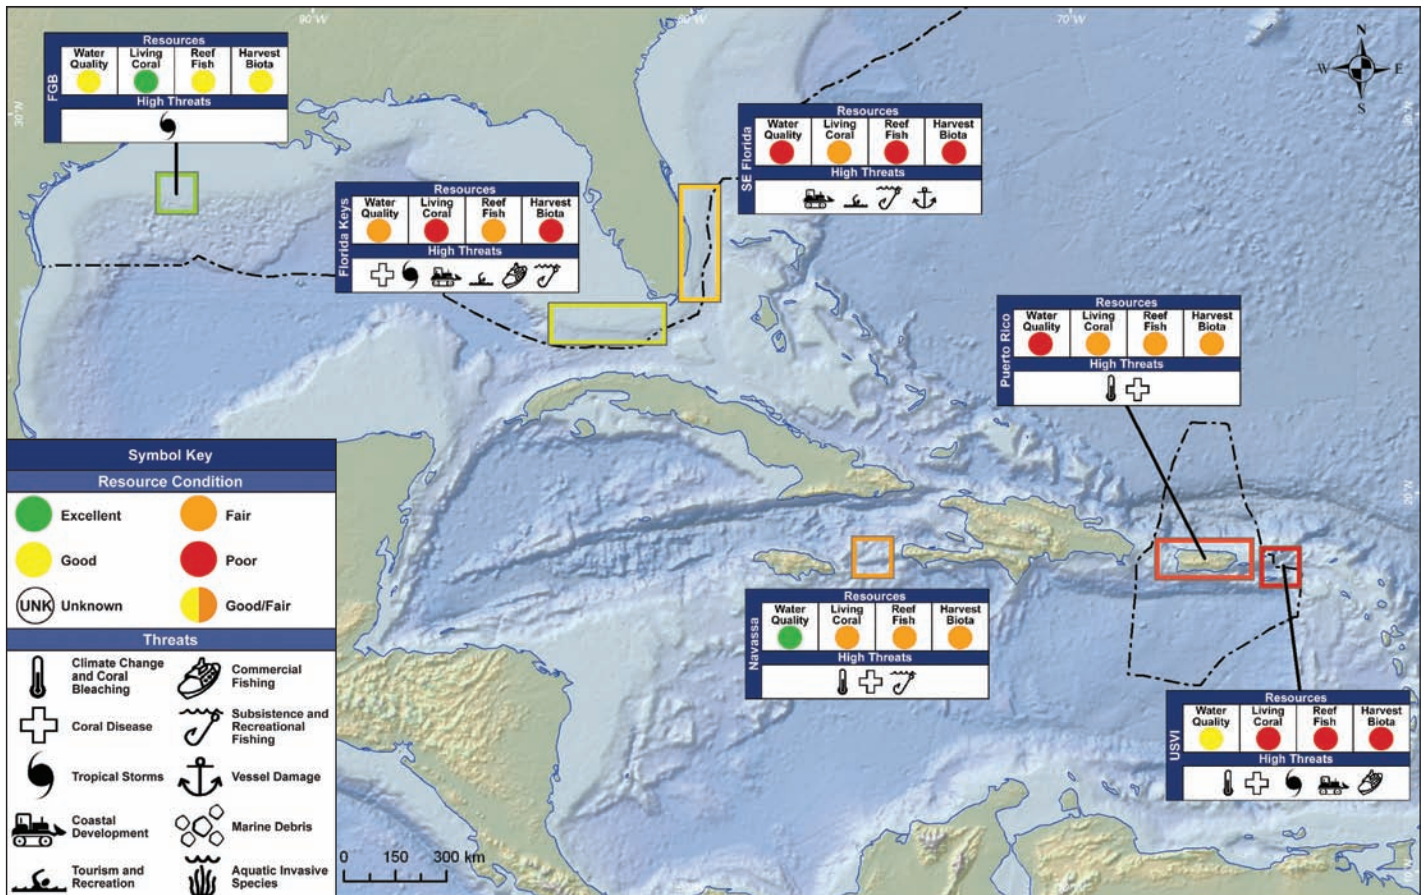 90°W
80°W
70°W
30°N
20°N
N
W
E
S
FGB
Resources
Water Quality
Living Coral
Reef Fish
Harvest Biota
High Threats
Florida Keys
Resources
Water Quality
Living Coral
Reef Fish
Harvest Biota
High Threats
SE Florida
Resources
Water Quality
Living Coral
Reef Fish
Harvest Biota
High Threats
Puerto Rico
Resources
Water Quality
Living Coral
Reef Fish
Harvest Biota
High Threats
Navassa
Resources
Water Quality
Living Coral
Reef Fish
Harvest Biota
High Threats
USVI
Resources
Water Quality
Living Coral
Reef Fish
Harvest Biota
High Threats
Symbol Key
Resource Condition
Excellent
Fair
Good
Poor
UNK
Unknown
Good/Fair
Threats
Climate Change
and Coral
Bleaching
Commercial
Fishing
Coral Disease
Subsistence and
Recreational
Fishing
Tropical Storms
Vessel Damage
Coastal
Development
Marine Debris
Tourism and
Recreation
Aquatic Invasive
Species
0 150 300 km